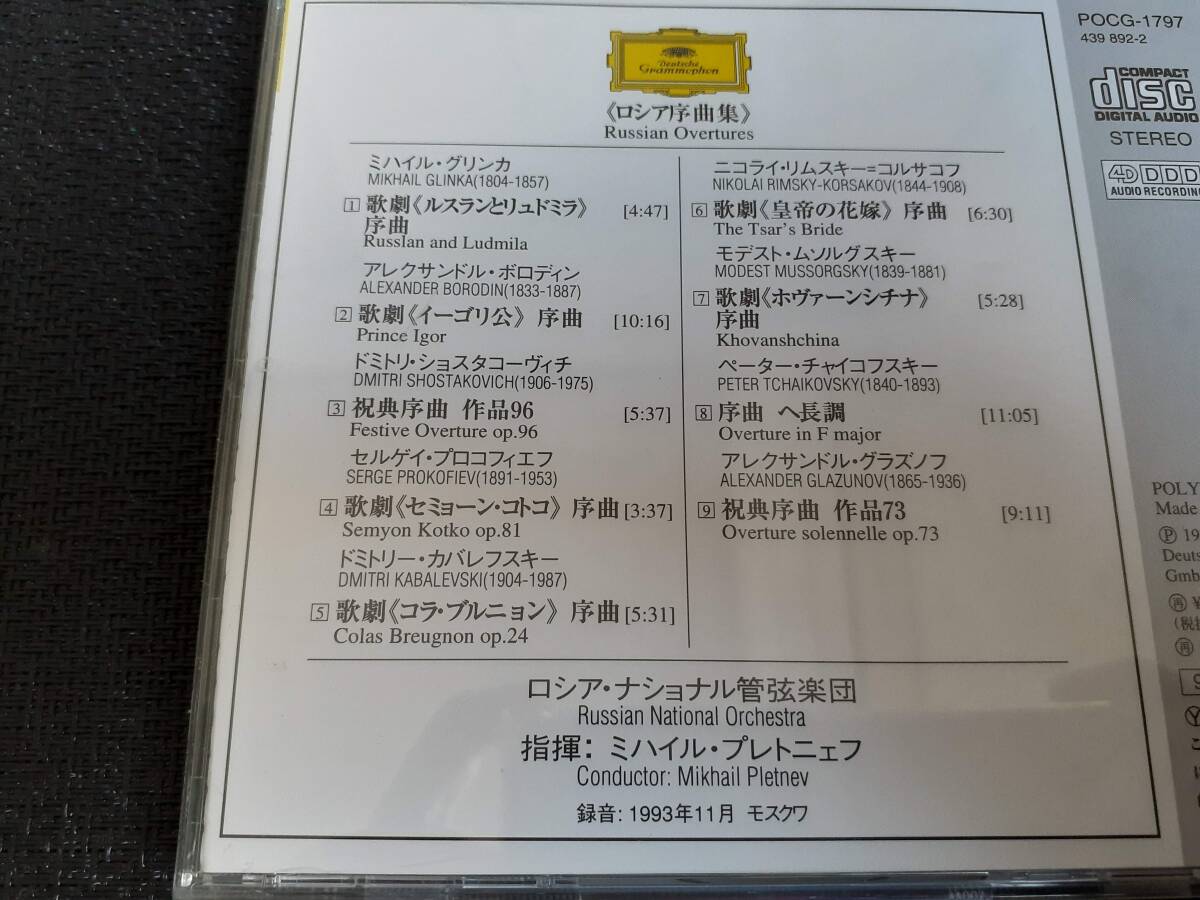 Deutsche
Grammophon
《ロシア序曲集》
Russian Overtures
ミハイル・グリンカ
MIKHAIL GLINKA(1804-1857)
1 歌劇《ルスランとリュドミラ》 [4:47]
序曲
Russlan and Ludmila
アレクサンドル・ボロディン
ALEXANDER BORODIN(1833-1887)
2 歌劇《イーゴリ公》 序曲 [10:16]
Prince Igor
ドミトリ・ショスタコーヴィチ
DMITRI SHOSTAKOVICH(1906-1975)
3 祝典序曲 作品96 [5:37]
Festive Overture op.96
セルゲイ・プロコフィエフ
SERGE PROKOFIEV(1891-1953)
4 歌劇《セミョーン・コトコ》 序曲 [3:37]
Semyon Kotko op.81
ドミトリー・カバレフスキー
DMITRI KABALEVSKI(1904-1987)
5 歌劇《コラ・ブルニョン》 序曲 [5:31]
Colas Breugnon op.24
ニコライ・リムスキー=コルサコフ
NIKOLAI RIMSKY-KORSAKOV(1844-1908)
6 歌劇《皇帝の花嫁》 序曲 [6:30]
The Tsar's Bride
モデスト・ムソルグスキー
MODEST MUSSORGSKY(1839-1881)
7 歌劇《ホヴァーンシチナ》 [5:28]
序曲
Khovanshchina
ペーター・チャイコフスキー
PETER TCHAIKOVSKY(1840-1893)
8 序曲 ヘ長調 [11:05]
Overture in F major
アレクサンドル・グラズノフ
ALEXANDER GLAZUNOV(1865-1936)
9 祝典序曲 作品73 [9:11]
Overture solennelle op.73
ロシア・ナショナル管弦楽団
Russian National Orchestra
指揮: ミハイル・プレトニェフ
Conductor: Mikhail Pletnev
録音: 1993年11月 モスクワ
POCG-1797
439 892-2
COMPACT
disc
DIGITAL AUDIO
STEREO
4D DDD
AUDIO RECORDING
POLY
Made
Ⓟ 19
Deuts
Gmb
再 ¥
(税抜
再